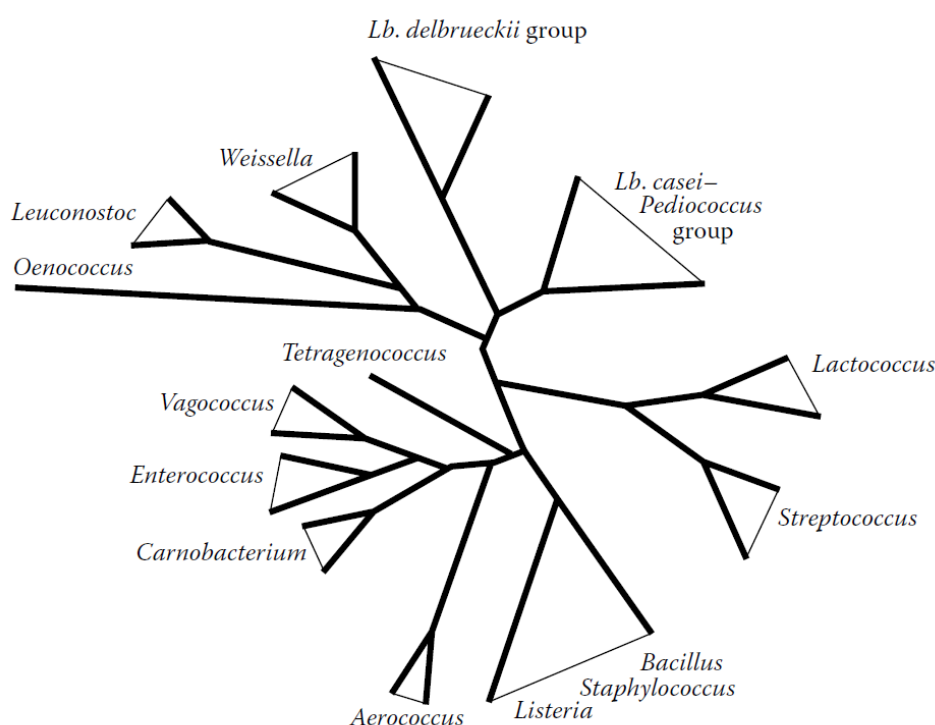 Lb. delbrueckii group
Weissella
Lb. casei–
Pediococcus
group
Leuconostoc
Oenococcus
Tetragenococcus
Lactococcus
Vagococcus
Enterococcus
Streptococcus
Carnobacterium
Bacillus
Staphylococcus
Listeria
Aerococcus